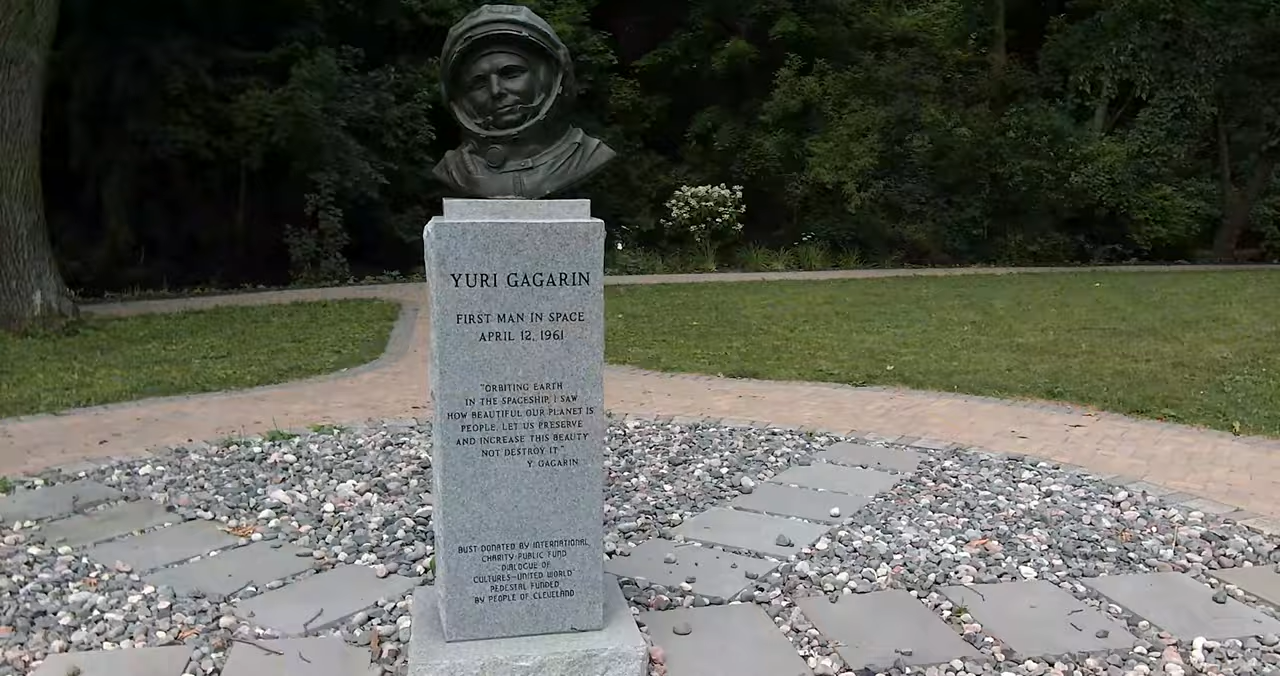 YURI GAGARIN
FIRST MAN IN SPACE
APRIL 12, 1961
"ORBITING EARTH
IN THE SPACESHIP, I SAW
HOW BEAUTIFUL OUR PLANET IS
PEOPLE, LET US PRESERVE
AND INCREASE THIS BEAUTY
NOT DESTROY IT."
Y. GAGARIN
BUST DONATED BY INTERNATIONAL
CHARITY PUBLIC FUND
"DIALOGUE OF
CULTURES-UNITED WORLD"
PEDESTAL FUNDED
BY PEOPLE OF CLEVELAND